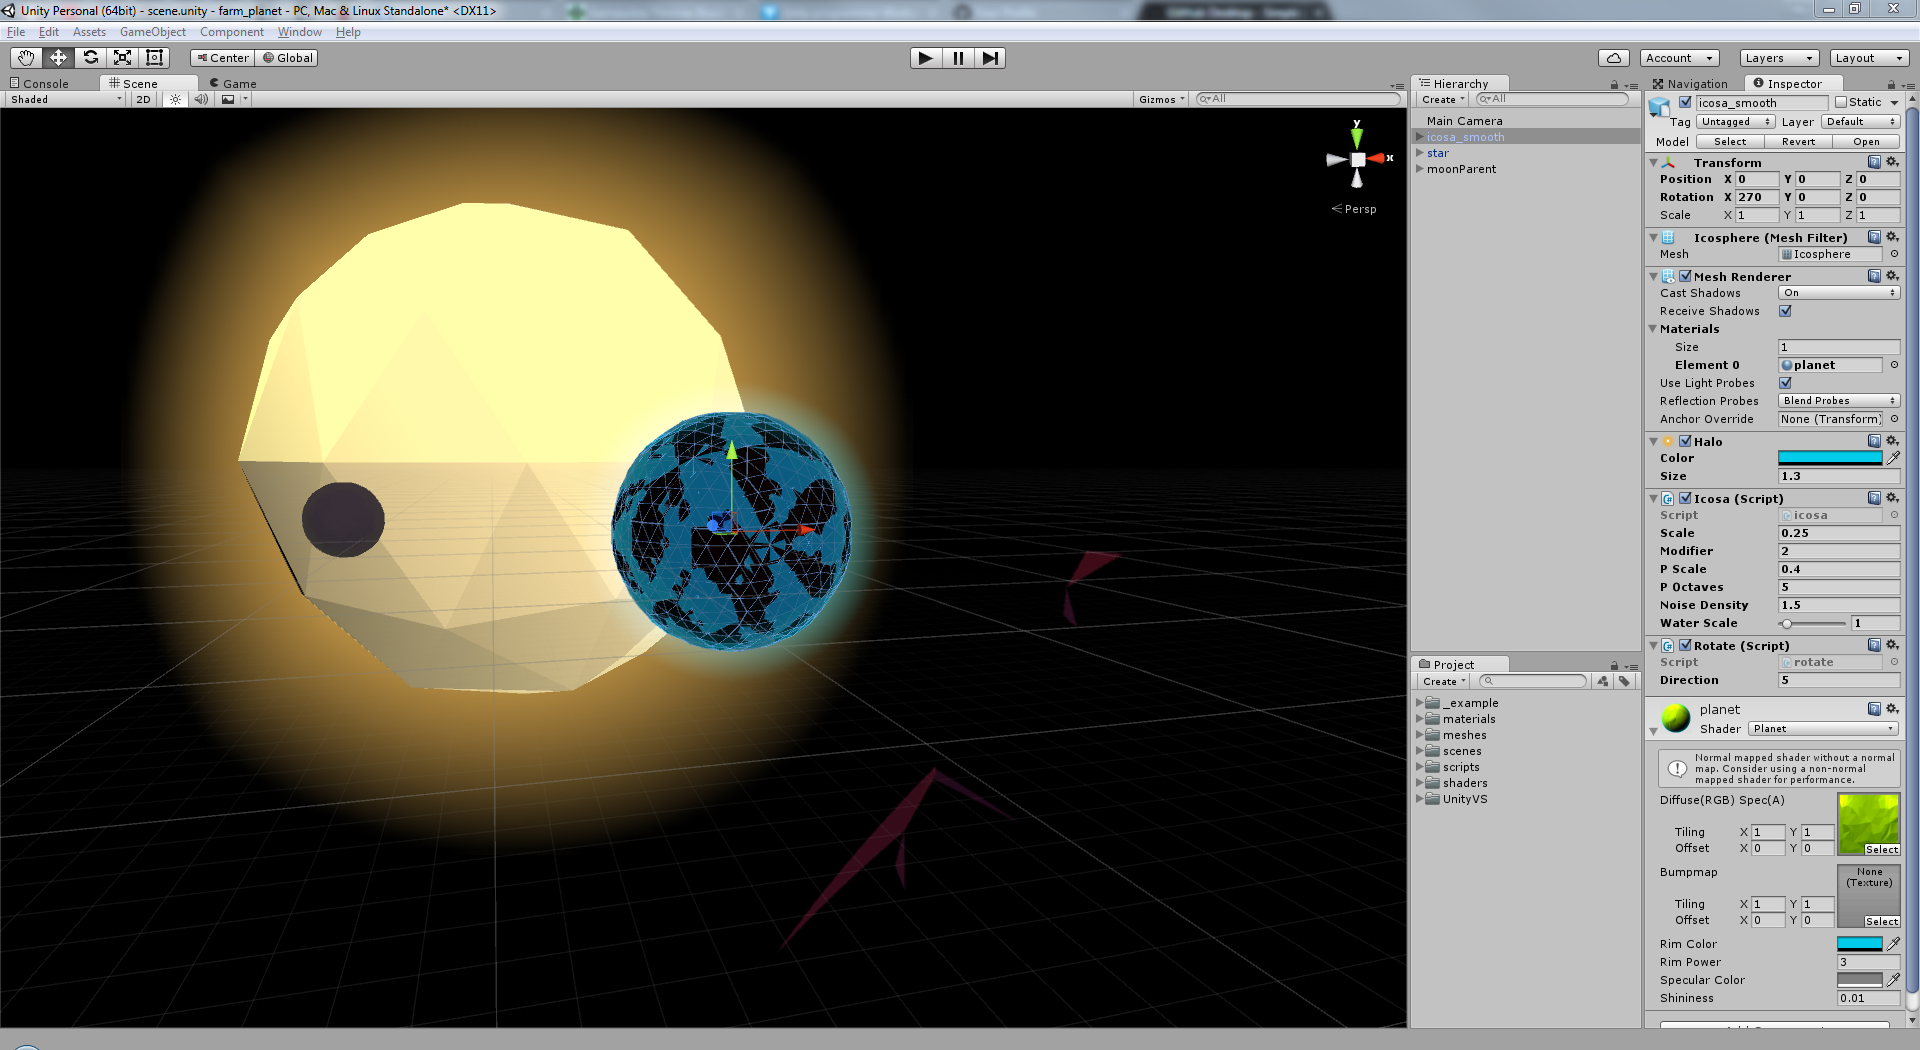 Unity Personal (64bit) - scene.unity - farm_planet - PC, Mac & Linux Standalone* <DX11>
File Edit Assets GameObject Component Window Help
Center Global
Account Layers Layout
Console Scene Game
Shaded 2D Gizmos All
y
x
Persp
Hierarchy
Create All
Main Camera
icosa_smooth
star
moonParent
Project
Create
_example
materials
meshes
scenes
scripts
shaders
UnityVS
Navigation Inspector
icosa_smooth Static
Tag Untagged Layer Default
Model Select Revert Open
Transform
Position X 0 Y 0 Z 0
Rotation X 270 Y 0 Z 0
Scale X 1 Y 1 Z 1
Icosphere (Mesh Filter)
Mesh Icosphere
Mesh Renderer
Cast Shadows On
Receive Shadows
Materials
Size 1
Element 0 planet
Use Light Probes
Reflection Probes Blend Probes
Anchor Override None (Transform)
Halo
Color
Size 1.3
Icosa (Script)
Script icosa
Scale 0.25
Modifier 2
P Scale 0.4
P Octaves 5
Noise Density 1.5
Water Scale 1
Rotate (Script)
Script rotate
Direction 5
planet
Shader Planet
Normal mapped shader without a normal
map. Consider using a non-normal
mapped shader for performance.
Diffuse(RGB) Spec(A)
Tiling X 1 Y 1
Offset X 0 Y 0
Select
Bumpmap
None
(Texture)
Tiling X 1 Y 1
Offset X 0 Y 0
Select
Rim Color
Rim Power 3
Specular Color
Shininess 0.01